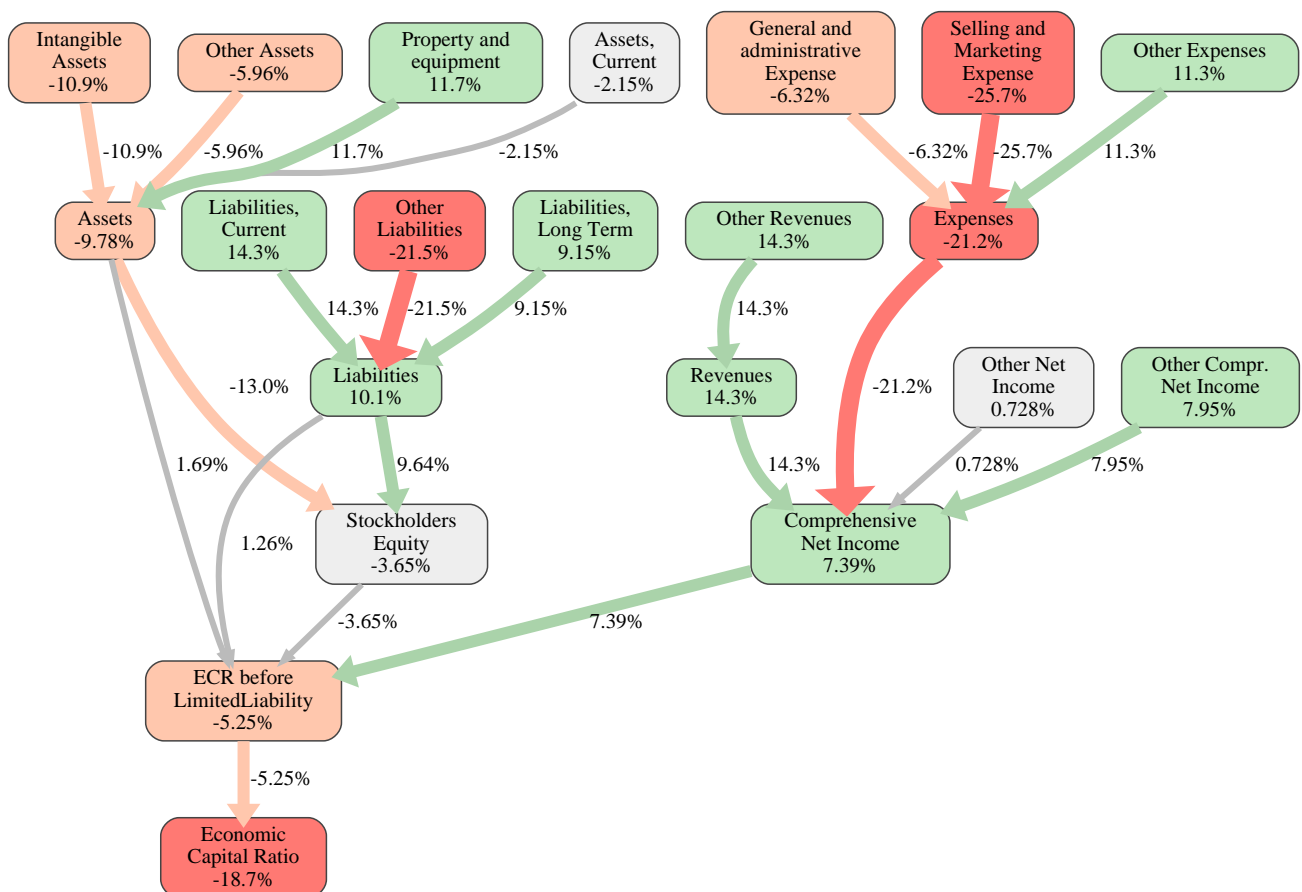 Intangible
Assets
-10.9%
Other Assets
-5.96%
Property and
equipment
11.7%
Assets,
Current
-2.15%
General and
administrative
Expense
-6.32%
Selling and
Marketing
Expense
-25.7%
Other Expenses
11.3%
-10.9%
-5.96%
11.7%
-2.15%
-6.32%
-25.7%
11.3%
Assets
-9.78%
Liabilities,
Current
14.3%
Other
Liabilities
-21.5%
Liabilities,
Long Term
9.15%
Other Revenues
14.3%
Expenses
-21.2%
14.3%
-21.5%
9.15%
14.3%
-13.0%
Liabilities
10.1%
Revenues
14.3%
-21.2%
Other Net
Income
0.728%
Other Compr.
Net Income
7.95%
1.69%
9.64%
14.3%
0.728%
7.95%
1.26%
Stockholders
Equity
-3.65%
Comprehensive
Net Income
7.39%
-3.65%
7.39%
ECR before
LimitedLiability
-5.25%
-5.25%
Economic
Capital Ratio
-18.7%